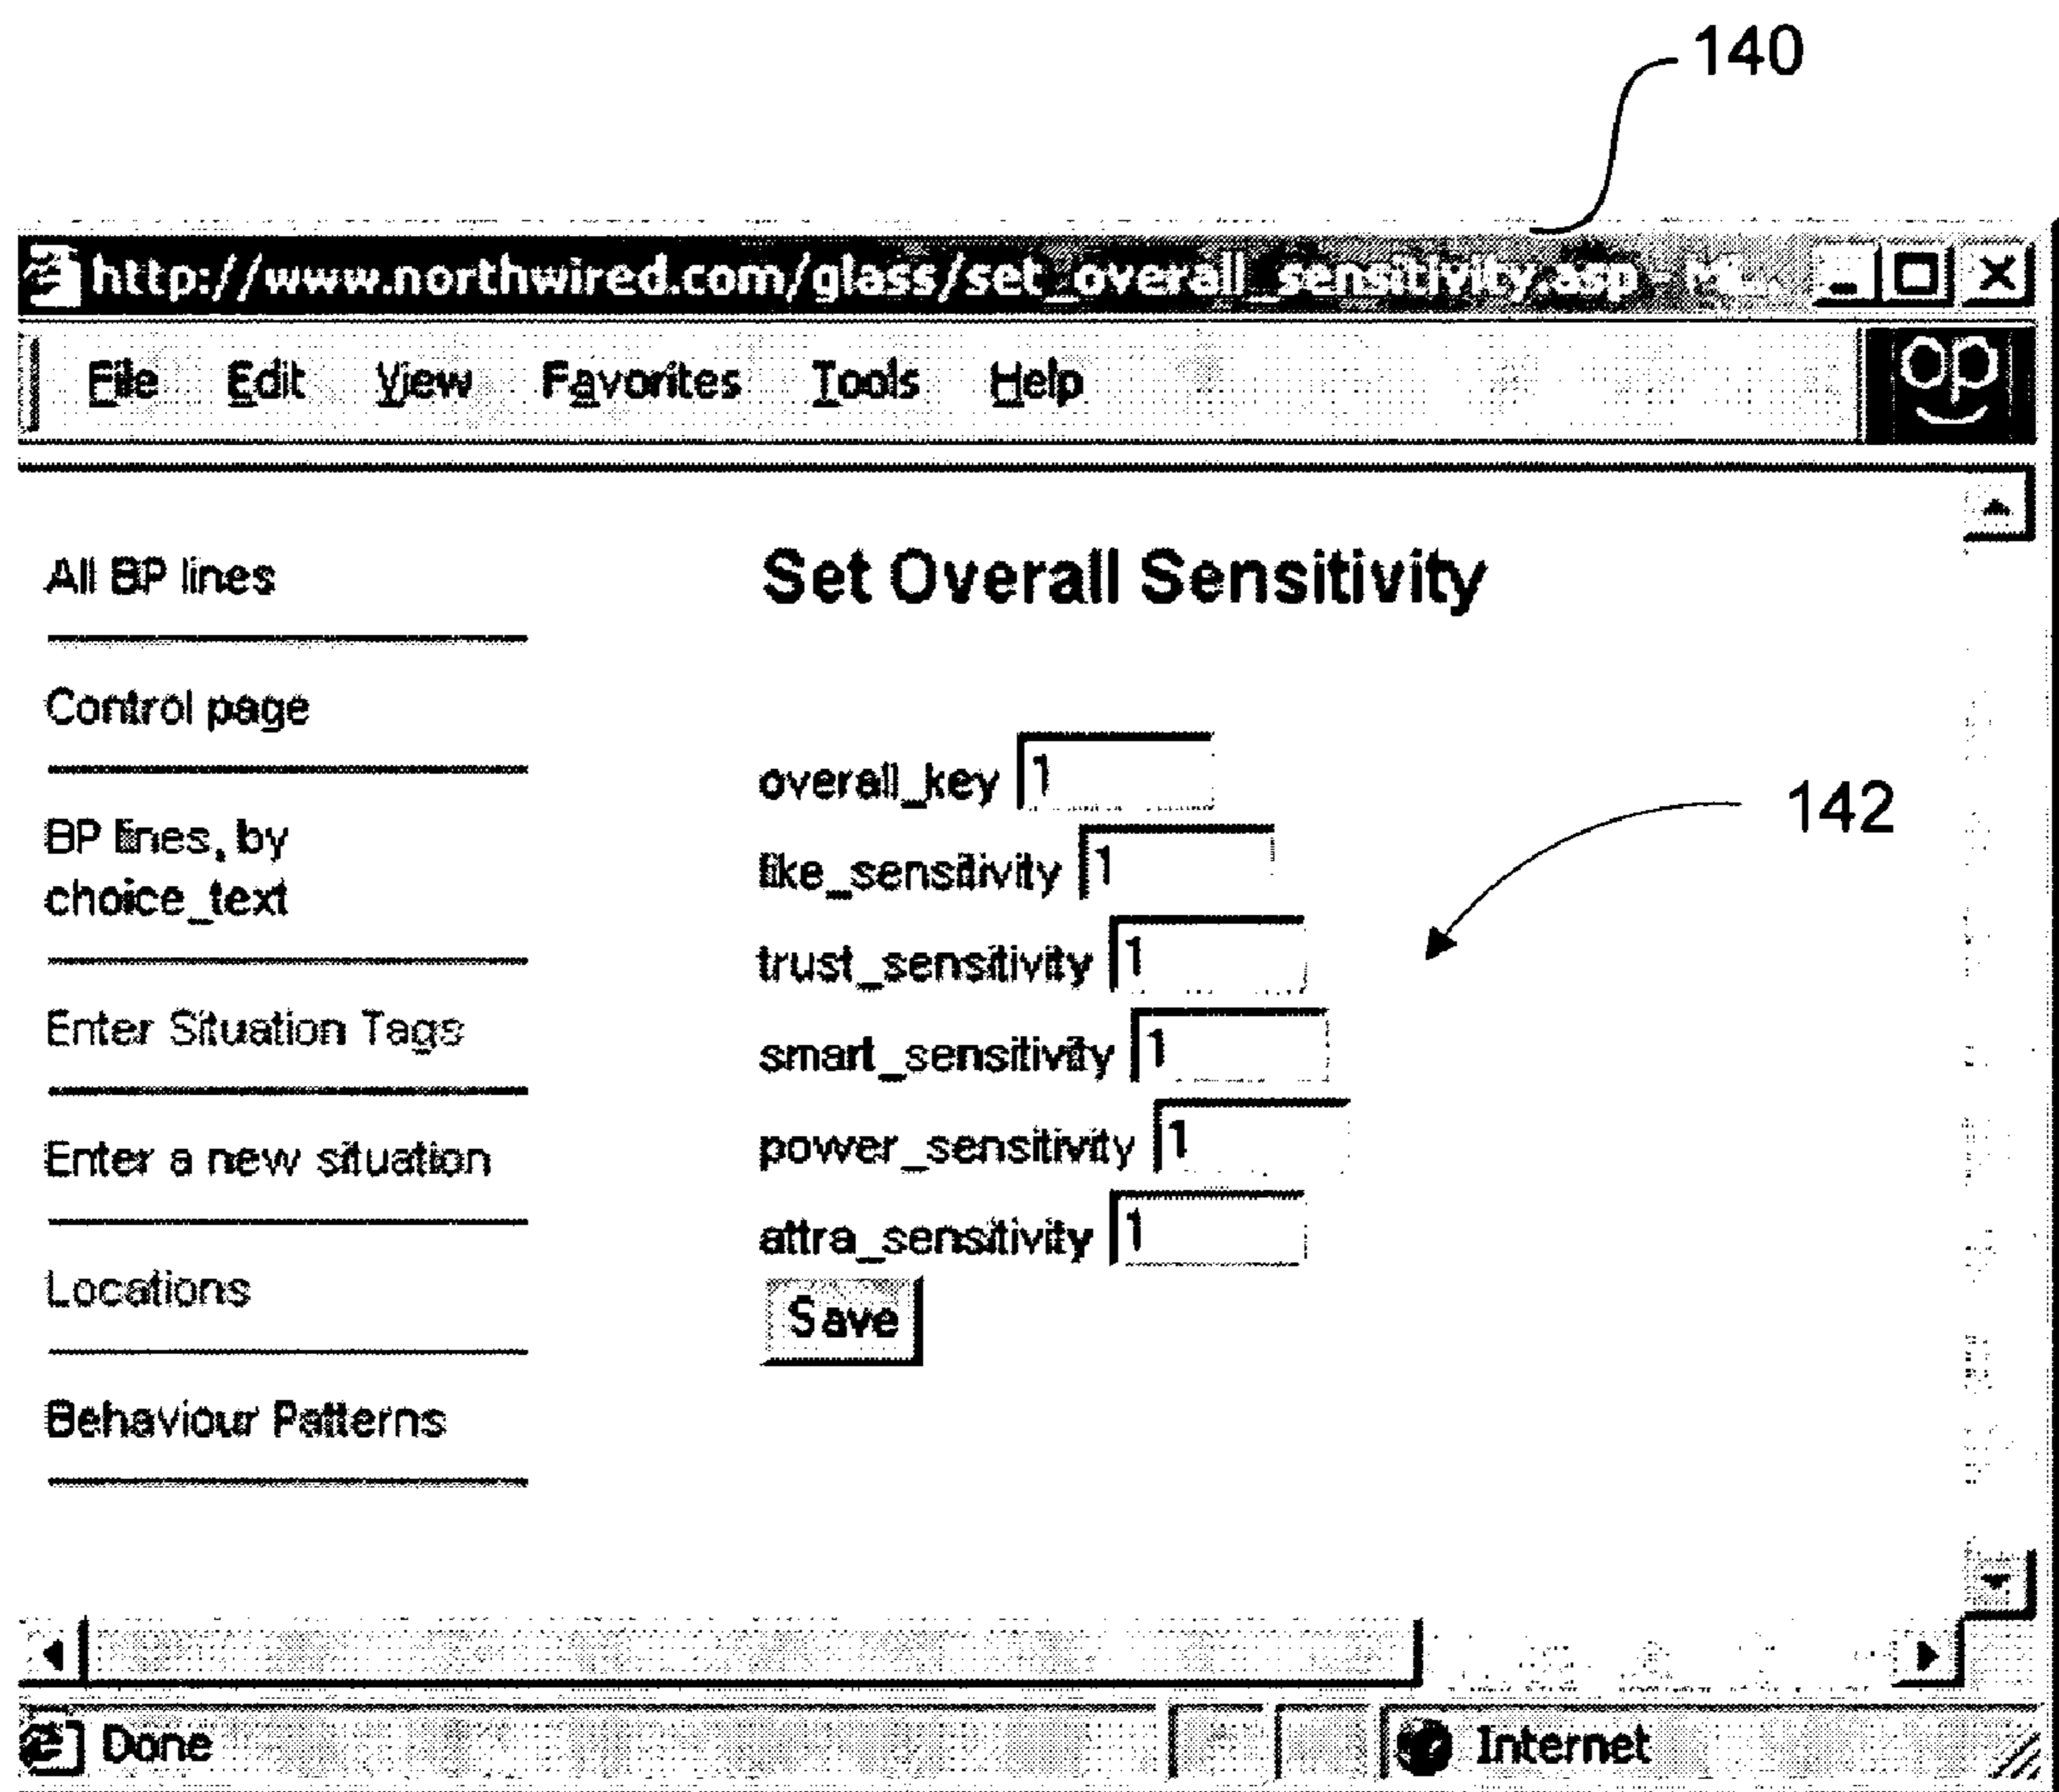 140
http://www.northwired.com/glass/set_overall_sensitivity.asp -
File Edit View Favorites Tools Help
All BP lines
Control page
BP lines, by
choice_text
Enter Situation Tags
Enter a new situation
Locations
Behaviour Patterns
Set Overall Sensitivity
overall_key 1
like_sensitivity 1
trust_sensitivity 1
smart_sensitivity 1
power_sensitivity 1
attra_sensitivity 1
Save
142
Done
Internet